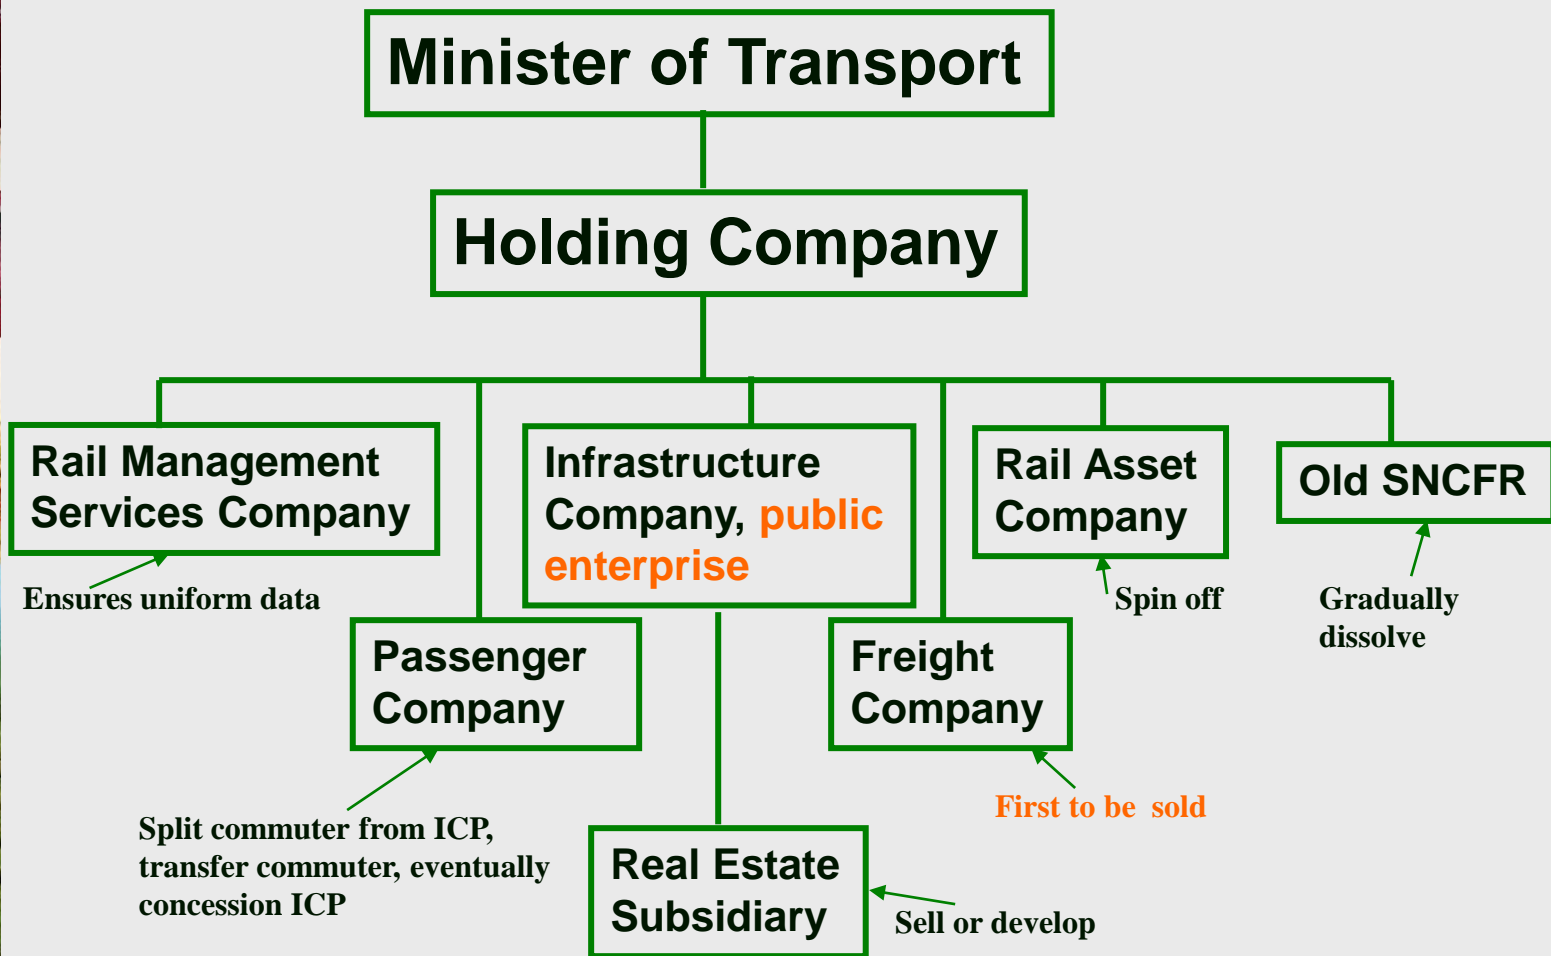 Minister of Transport
Holding Company
Rail Management
Services Company
Ensures uniform data
Infrastructure
Company, public
enterprise
Rail Asset
Company
Spin off
Old SNCFR
Gradually
dissolve
Passenger
Company
Split commuter from ICP,
transfer commuter, eventually
concession ICP
Freight
Company
First to be  sold
Real Estate
Subsidiary
Sell or develop